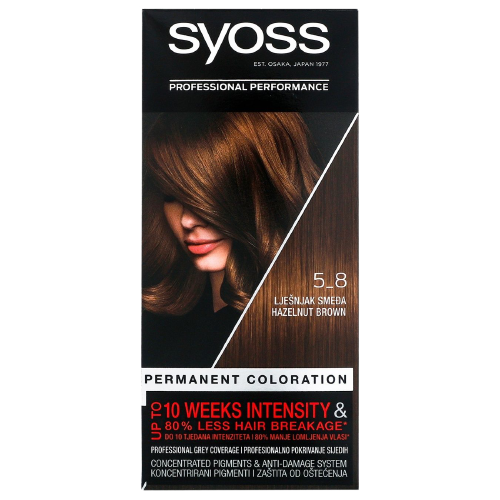 syoss
EST. OSAKA, JAPAN 1977
PROFESSIONAL PERFORMANCE
5_8
LJEŠNJAK SMEĐA
HAZELNUT BROWN
PERMANENT COLORATION
UP TO
10 WEEKS INTENSITY &
80% LESS HAIR BREAKAGE*
DO 10 TJEDANA INTENZITETA I 80% MANJE LOMLJENJA VLASI*
PROFESSIONAL GREY COVERAGE I PROFESIONALNO POKRIVANJE SIJEDIH
CONCENTRATED PIGMENTS & ANTI-DAMAGE SYSTEM
KONCENTRIRANI PIGMENTI I ZAŠTITA OD OŠTEĆENJA